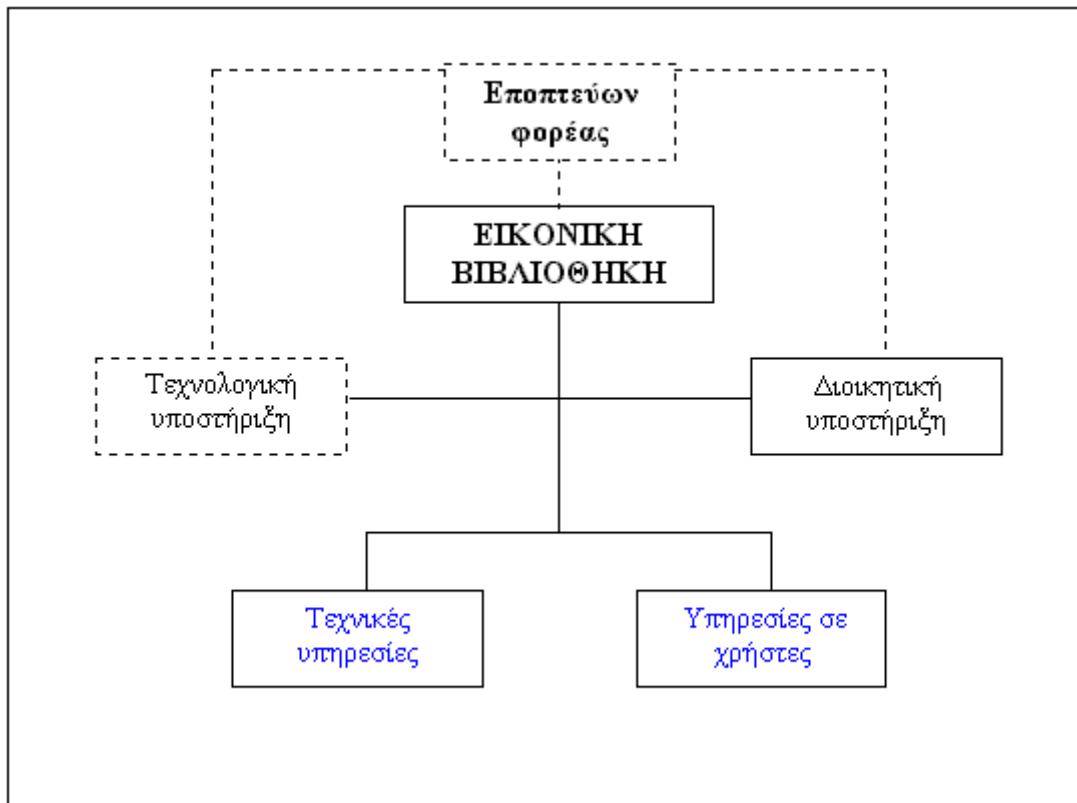 Εποπτεύων
φορέας
ΕΙΚΟΝΙΚΗ
ΒΙΒΛΙΟΘΗΚΗ
Τεχνολογική
υποστήριξη
Διοικητική
υποστήριξη
Τεχνικές
υπηρεσίες
Υπηρεσίες σε
χρήστες